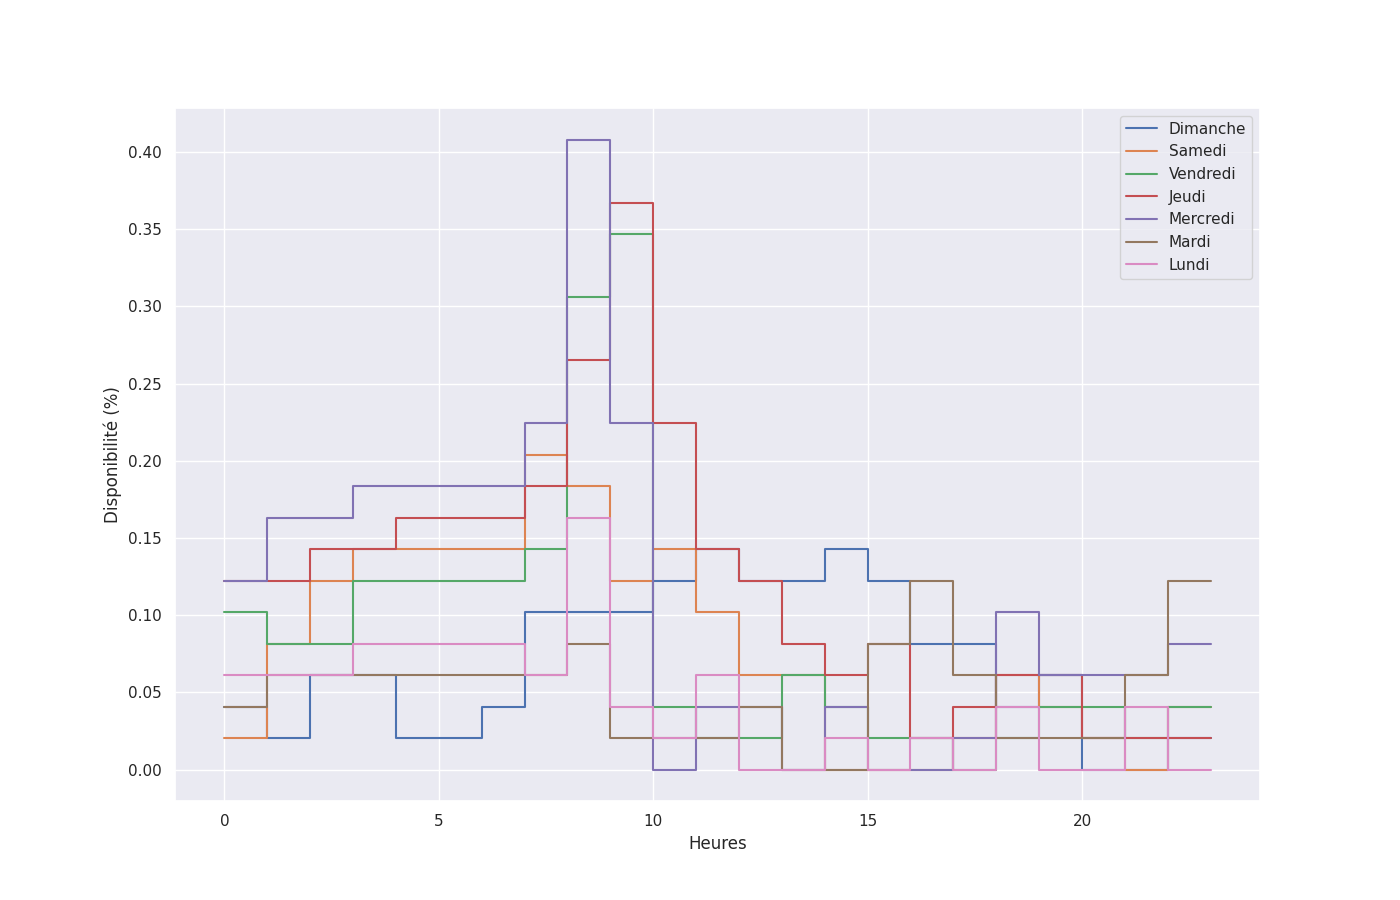 Dimanche
Samedi
Vendredi
Jeudi
Mercredi
Mardi
Lundi
0.40
0.35
0.30
0.25
0.20
0.15
0.10
0.05
0.00
Disponibilité (%)
0 5 10 15 20
Heures